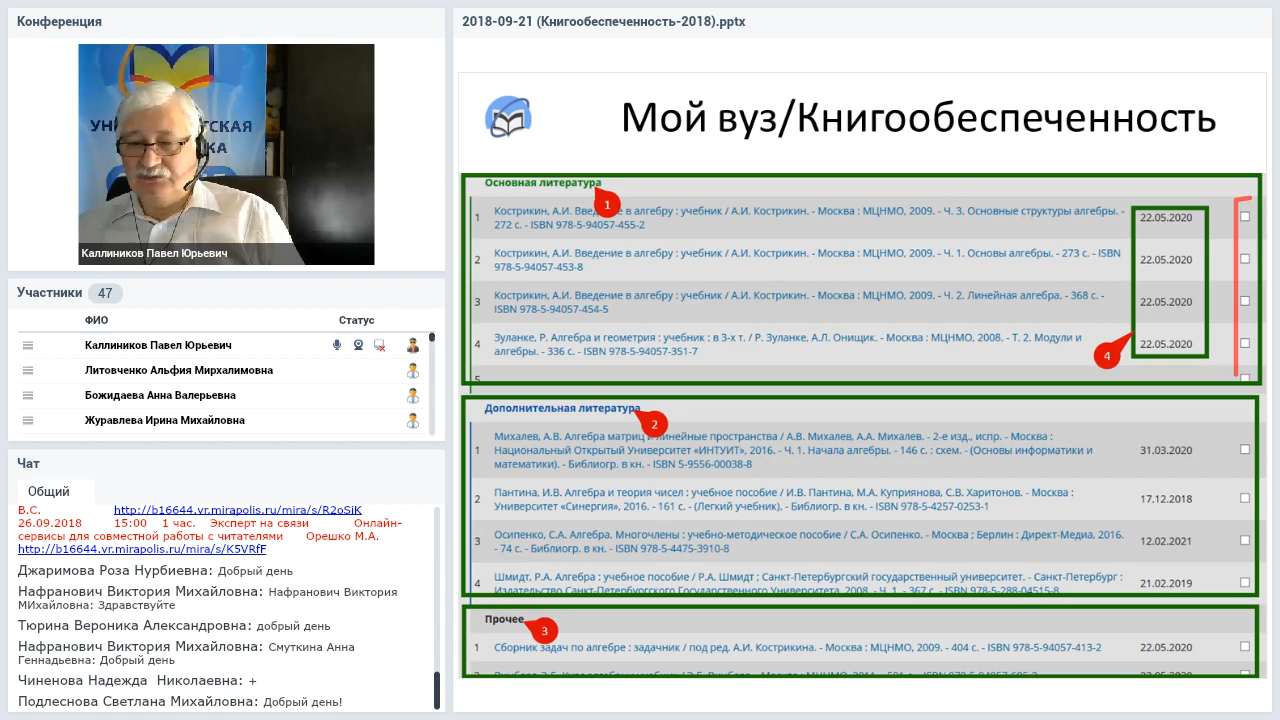 Конференция
УНИ
ТСКАЯ
КА
Каллиников Павел Юрьевич
Участники 47
ФИО Статус
Каллиников Павел Юрьевич
Литовченко Альфия Мирхалимовна
Божидаева Анна Валерьевна
Журавлева Ирина Михайловна
Чат
Общий
В.С. http://b16644.vr.mirapolis.ru/mira/s/R2oSjK
26.09.2018 15:00 1 час. Эксперт на связи Онлайн-
сервисы для совместной работы с читателями Орешко М.А.
http://b16644.vr.mirapolis.ru/mira/s/K5VRfF
Джаримова Роза Нурбиевна: Добрый день
Нафранович Виктория Михайловна: Нафранович Виктория
Михайловна: Здравствуйте
Тюрина Вероника Александровна: добрый день
Нафранович Виктория Михайловна: Смуткина Анна
Геннадьевна: Добрый день
Чиненова Надежда Николаевна: +
Подлеснова Светлана Михайловна: Добрый день!
2018-09-21 (Книгообеспеченность-2018).pptx
Мой вуз/Книгообеспеченность
Основная литература
1
1 Кострикин, А.И. Введение в алгебру : учебник / А.И. Кострикин. - Москва : МЦНМО, 2009. - Ч. 3. Основные структуры алгебры. - 22.05.2020
272 с. - ISBN 978-5-94057-455-2
2 Кострикин, А.И. Введение в алгебру : учебник / А.И. Кострикин. - Москва : МЦНМО, 2009. - Ч. 1. Основы алгебры. - 273 с. - ISBN 22.05.2020
978-5-94057-453-8
3 Кострикин, А.И. Введение в алгебру : учебник / А.И. Кострикин. - Москва : МЦНМО, 2009. - Ч. 2. Линейная алгебра. - 368 с. - 22.05.2020
ISBN 978-5-94057-454-5
4 Зуланке, Р. Алгебра и геометрия : учебник : в 3-х т. / Р. Зуланке, А.Л. Онищик. - Москва : МЦНМО, 2008. - Т. 2. Модули и 22.05.2020
алгебры. - 336 с. - ISBN 978-5-94057-351-7
4
5
Дополнительная литература
2
Михалев, А.В. Алгебра матриц и линейные пространства / А.В. Михалев, А.А. Михалев. - 2-е изд., испр. - Москва :
1 Национальный Открытый Университет «ИНТУИТ», 2016. - Ч. 1. Начала алгебры. - 146 с. : схем. - (Основы информатики и 31.03.2020
математики). - Библиогр. в кн. - ISBN 5-9556-00038-8
2 Пантина, И.В. Алгебра и теория чисел : учебное пособие / И.В. Пантина, М.А. Куприянова, С.В. Харитонов. - Москва : 17.12.2018
Университет «Синергия», 2016. - 161 с. - (Легкий учебник). - Библиогр. в кн. - ISBN 978-5-4257-0253-1
3 Осипенко, С.А. Алгебра. Многочлены : учебно-методическое пособие / С.А. Осипенко. - Москва ; Берлин : Директ-Медиа, 2016. 12.02.2021
- 74 с. - Библиогр. в кн. - ISBN 978-5-4475-3910-8
4 Шмидт, Р.А. Алгебра : учебное пособие / Р.А. Шмидт ; Санкт-Петербургский государственный университет. - Санкт-Петербург : 21.02.2019
Издательство Санкт-Петербургского Государственного Университета, 2008. - Ч. 1. - 367 с. - ISBN 978-5-288-04515-8
Прочее
3
1 Сборник задач по алгебре : задачник / под ред. А.И. Кострикина. - Москва : МЦНМО, 2009. - 404 с. - ISBN 978-5-94057-413-2 22.05.2020